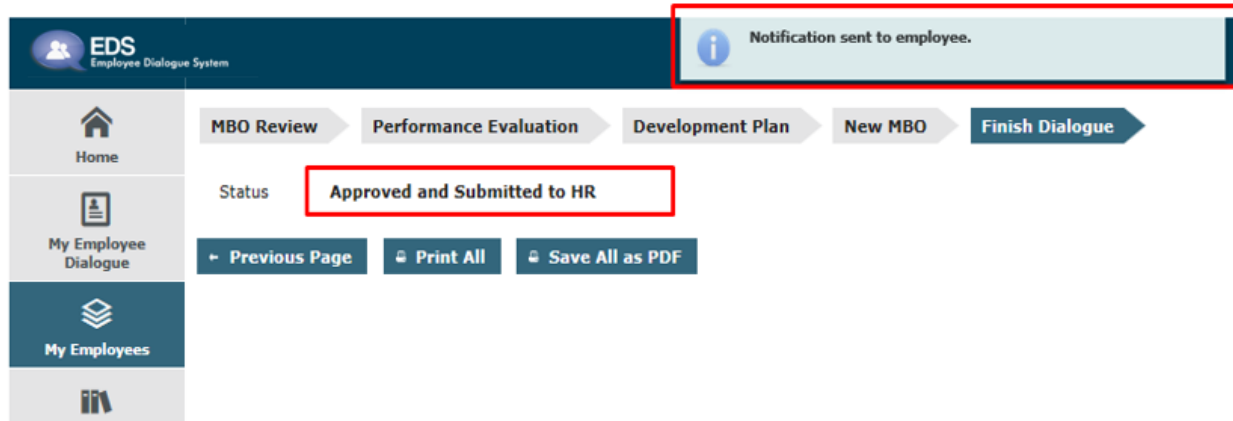 EDS
Employee Dialogue System
Notification sent to employee.
Home
My Employee
Dialogue
My Employees
MBO Review
Performance Evaluation
Development Plan
New MBO
Finish Dialogue
Status
Approved and Submitted to HR
Previous Page
Print All
Save All as PDF